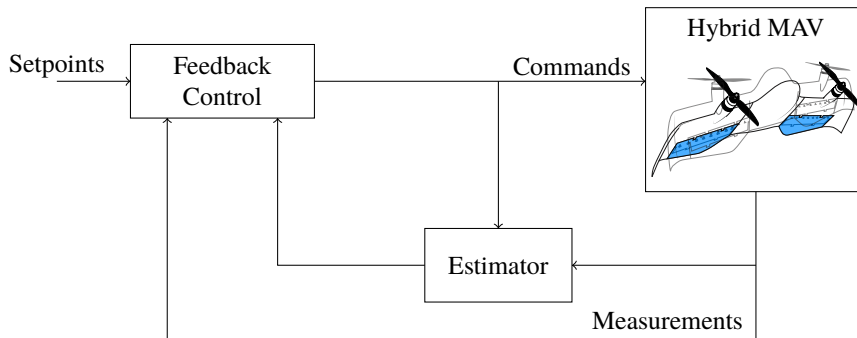 Hybrid MAV
Setpoints
Feedback
Control
Commands
Estimator
Measurements